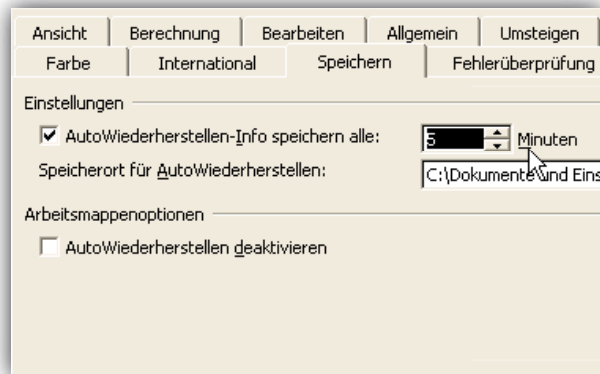 Ansicht Berechnung Bearbeiten Allgemein Umsteigen
Farbe International Speichern Fehlerüberprüfung
Einstellungen
AutoWiederherstellen-Info speichern alle: 5 Minuten
Speicherort für AutoWiederherstellen: C:\Dokumente und Eins
Arbeitsmappenoptionen
AutoWiederherstellen deaktivieren